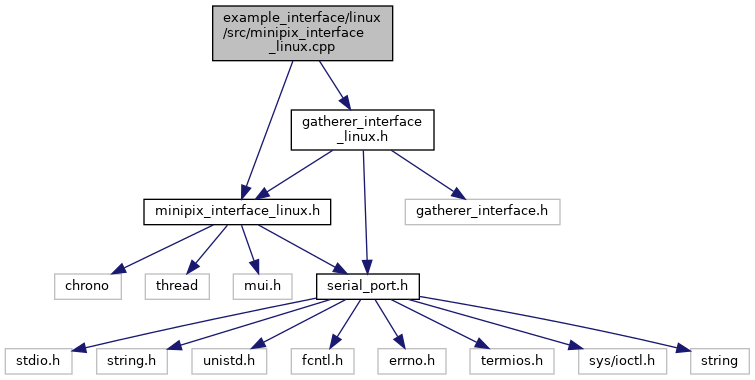 example_interface/linux
/src/minipix_interface
_linux.cpp
gatherer_interface
_linux.h
minipix_interface_linux.h
gatherer_interface.h
chrono
thread
mui.h
serial_port.h
stdio.h
string.h
unistd.h
fcntl.h
errno.h
termios.h
sys/ioctl.h
string